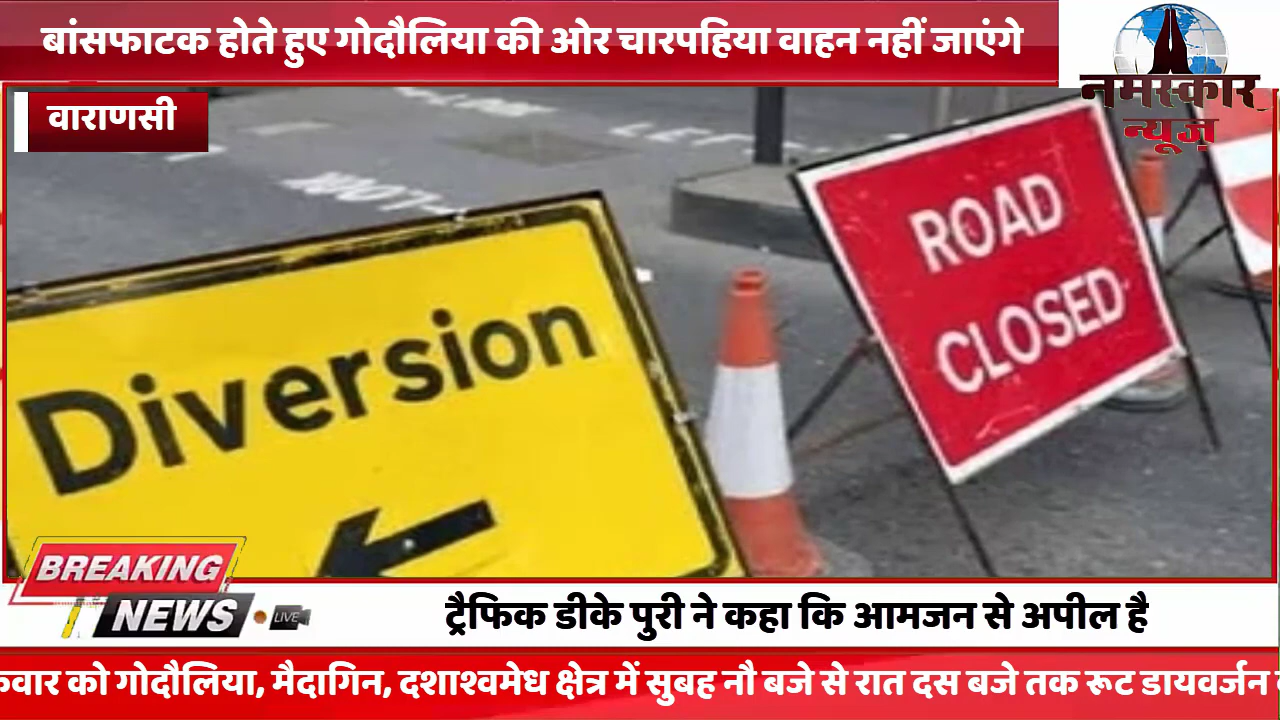 बांसफाटक होते हुए गोदौलिया की ओर चारपहिया वाहन नहीं जाएंगे
नमस्कार
न्यूज़
वाराणसी
LEFT
LOOK
ROAD
CLOSED
Diversion
BREAKING
NEWS
LIVE
ट्रैफिक डीके पुरी ने कहा कि आमजन से अपील है
को गोदौलिया, मैदागिन, दशाश्वमेध क्षेत्र में सुबह नौ बजे से रात दस बजे तक रूट डायवर्जन